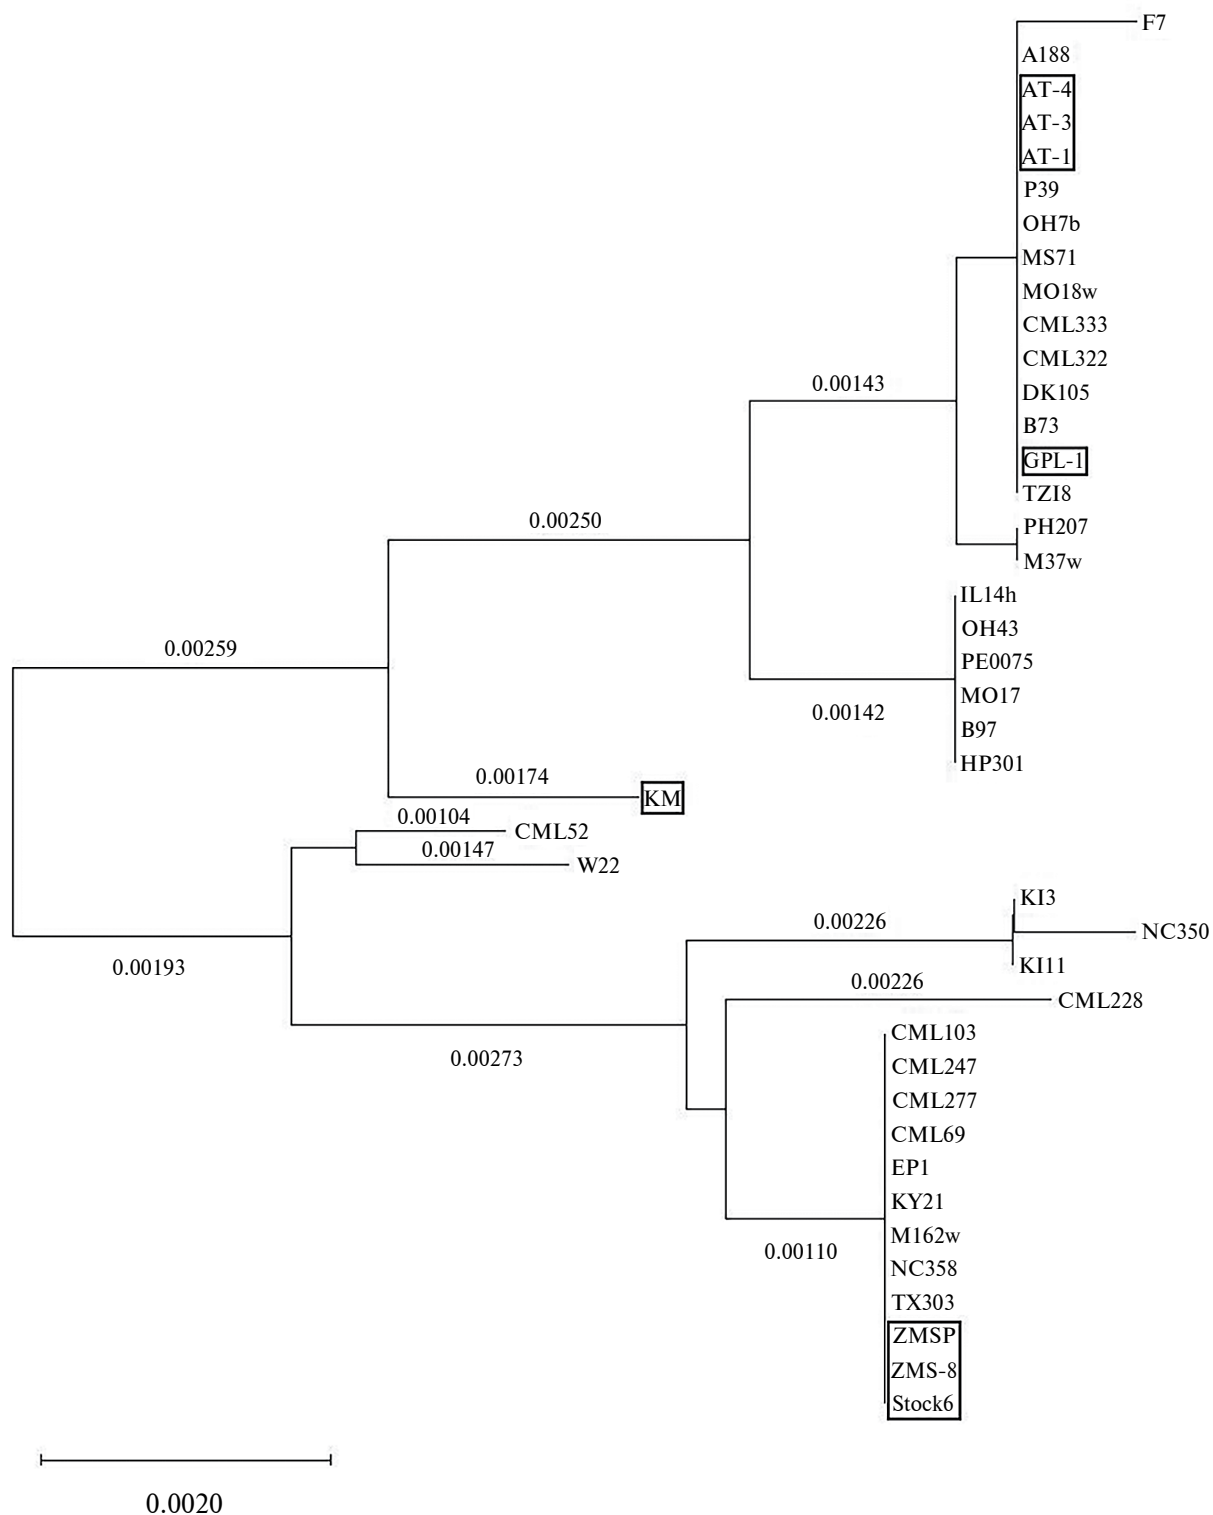 F7
A188
AT-4
AT-3
AT-1
P39
OH7b
MS71
MO18w
CML333
CML322
0.00143
DK105
B73
GPL-1
TZI8
0.00250
PH207
M37w
IL14h
OH43
0.00259
PE0075
MO17
0.00142
B97
HP301
0.00174
KM
0.00104
CML52
0.00147
W22
KI3
0.00226
NC350
0.00193
KI11
0.00226
CML228
CML103
0.00273
CML247
CML277
CML69
EP1
KY21
M162w
0.00110
NC358
TX303
ZMSP
ZMS-8
Stock6
0.0020